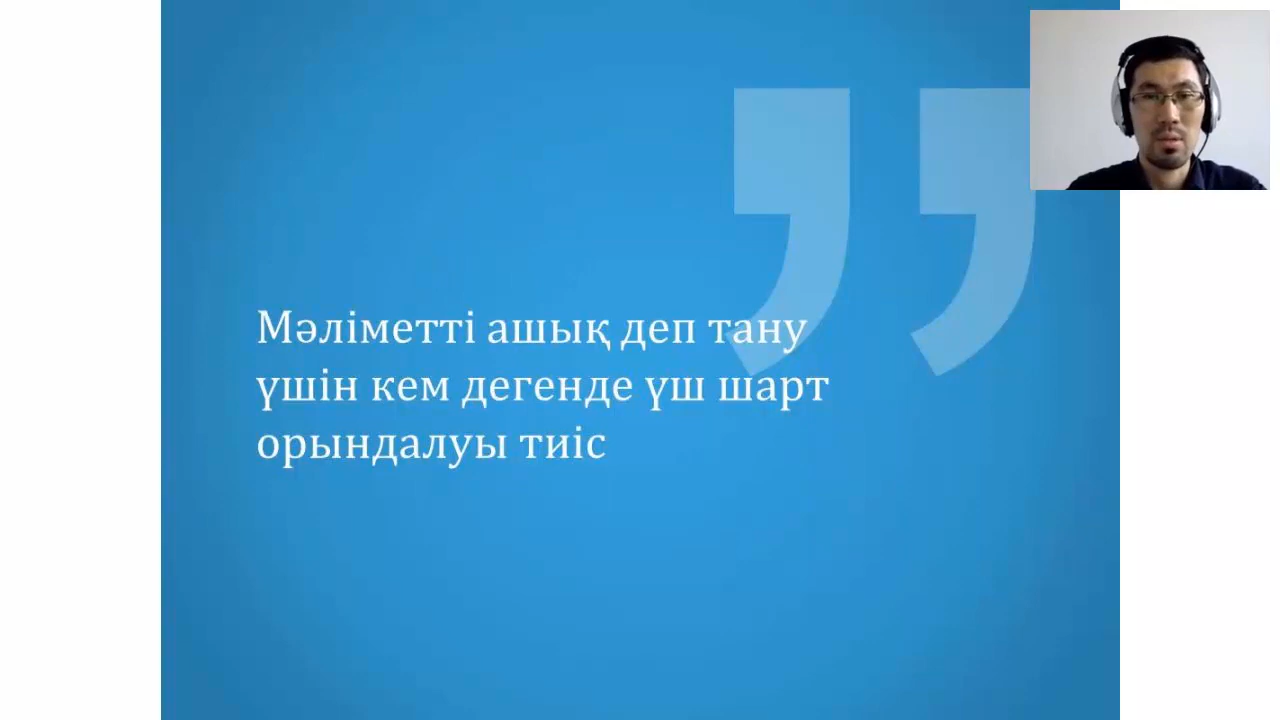 Мәліметті ашық деп тану
үшін кем дегенде үш шарт
орындалуы тиіс